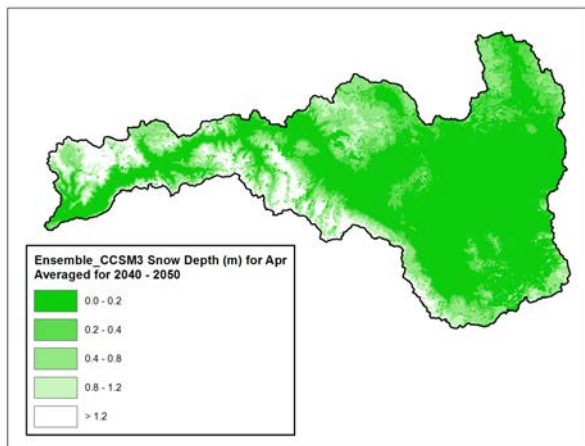 Ensemble_CCSM3 Snow Depth (m) for Apr
Averaged for 2040 - 2050
0.0 - 0.2
0.2 - 0.4
0.4 - 0.8
0.8 - 1.2
> 1.2